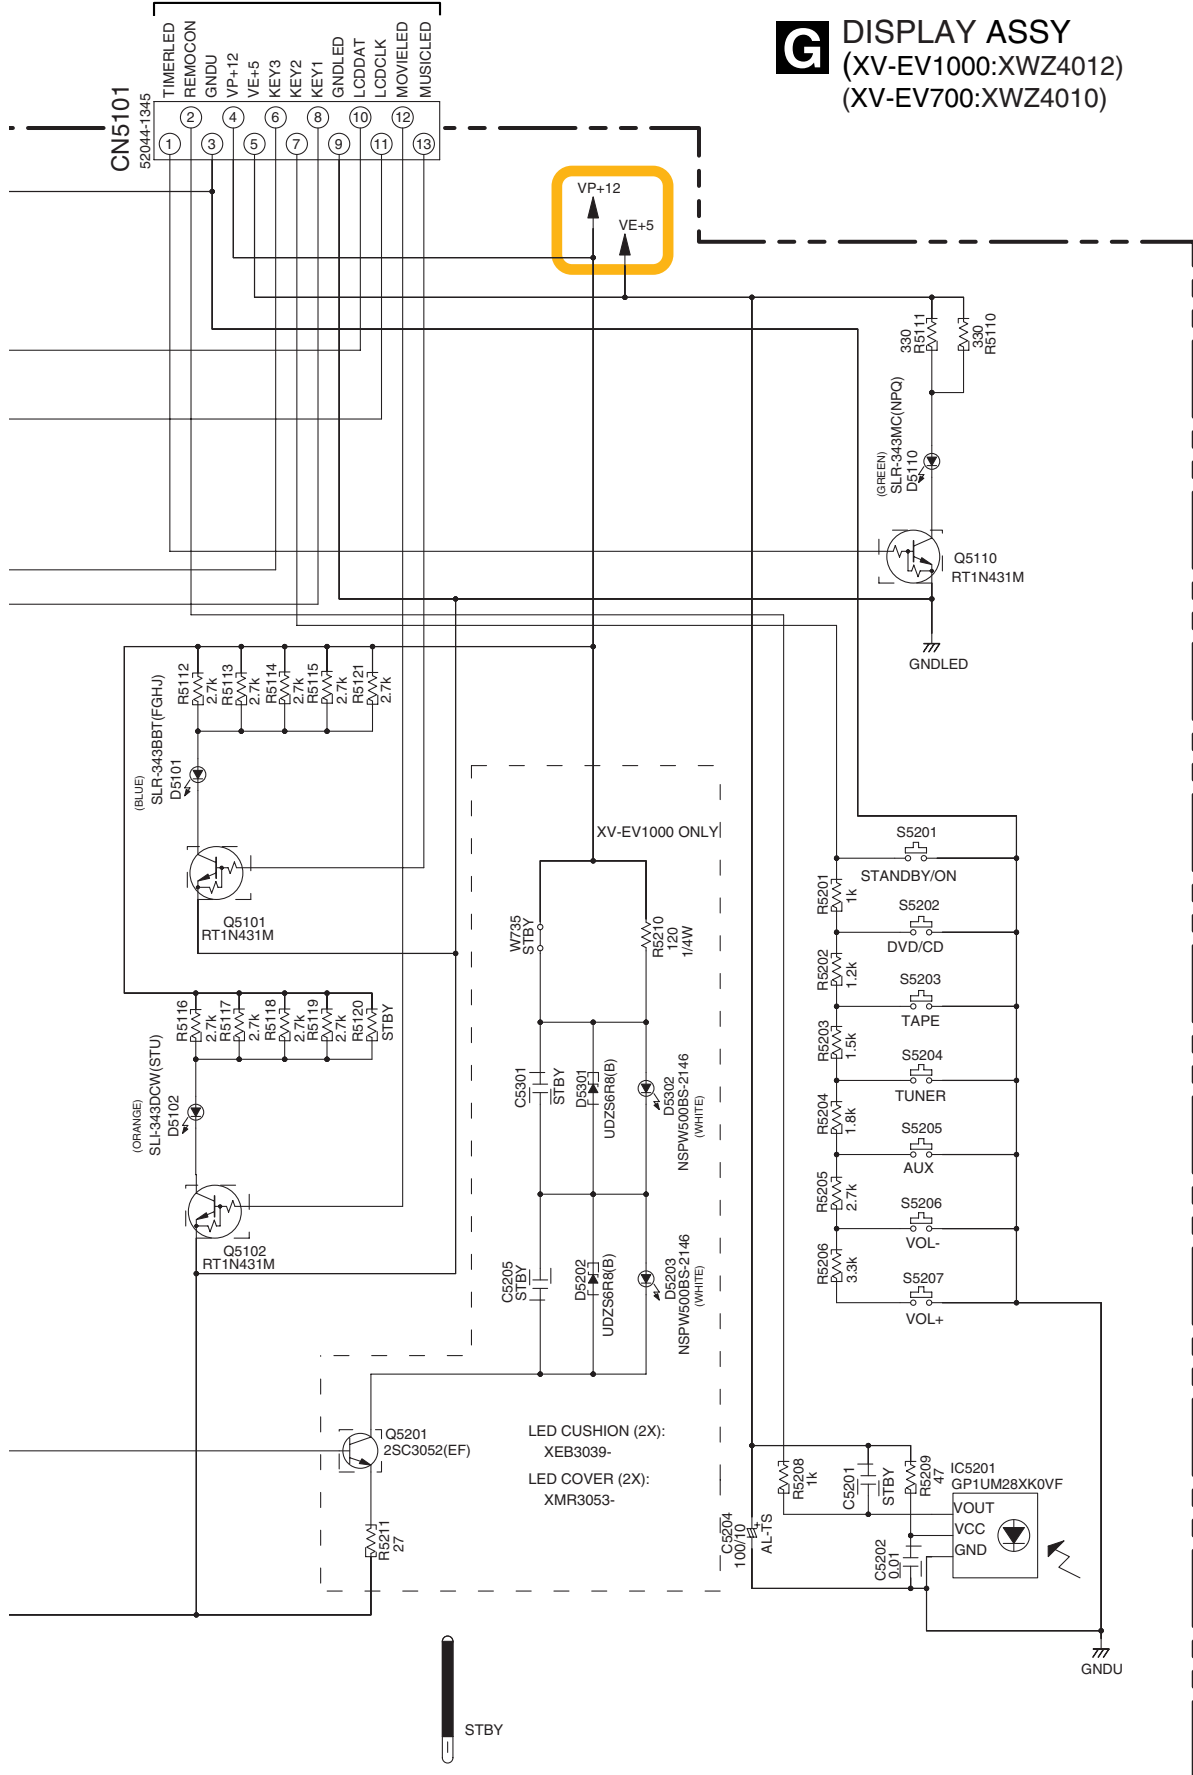 G DISPLAY ASSY
(XV-EV1000:XWZ4012)
(XV-EV700:XWZ4010)
CN5101
52044-1345
TIMERLED
REMOCON
GNDU
VP+12
VE+5
KEY3
KEY2
KEY1
GNDLED
LCDDAT
LCDCLK
MOVIELED
MUSICLED
2 4 6 8 10 12
1 3 5 7 9 11 13
VP+12
VE+5
330
R5111
330
R5110
(GREEN)
SLR-343MC(NPQ)
D5110
Q5110
RT1N431M
GNDLED
R5112
2.7k
R5113
2.7k
R5114
2.7k
R5115
2.7k
R5121
2.7k
(BLUE)
SLR-343BBT(FGHJ)
D5101
Q5101
RT1N431M
R5116
2.7k
R5117
2.7k
R5118
2.7k
R5119
2.7k
R5120
STBY
(ORANGE)
SLI-343DCW(STU)
D5102
Q5102
RT1N431M
XV-EV1000 ONLY
W735
STBY
R5210
120
1/4W
C5301
STBY
D5301
UDZS6R8(B)
D5302
NSPW500BS-2146
(WHITE)
C5205
STBY
D5202
UDZS6R8(B)
D5203
NSPW500BS-2146
(WHITE)
Q5201
2SC3052(EF)
R5211
27
LED CUSHION (2X):
XEB3039-
LED COVER (2X):
XMR3053-
S5201
STANDBY/ON
R5201
1k
S5202
DVD/CD
R5202
1.2k
S5203
TAPE
R5203
1.5k
S5204
TUNER
R5204
1.8k
S5205
AUX
R5205
2.7k
S5206
VOL-
R5206
3.3k
S5207
VOL+
C5204
100/10
+
AL-TS
R5208
1k
C5201
STBY
R5209
47
C5202
0.01
IC5201
GP1UM28XK0VF
VOUT
VCC
GND
GNDU
STBY